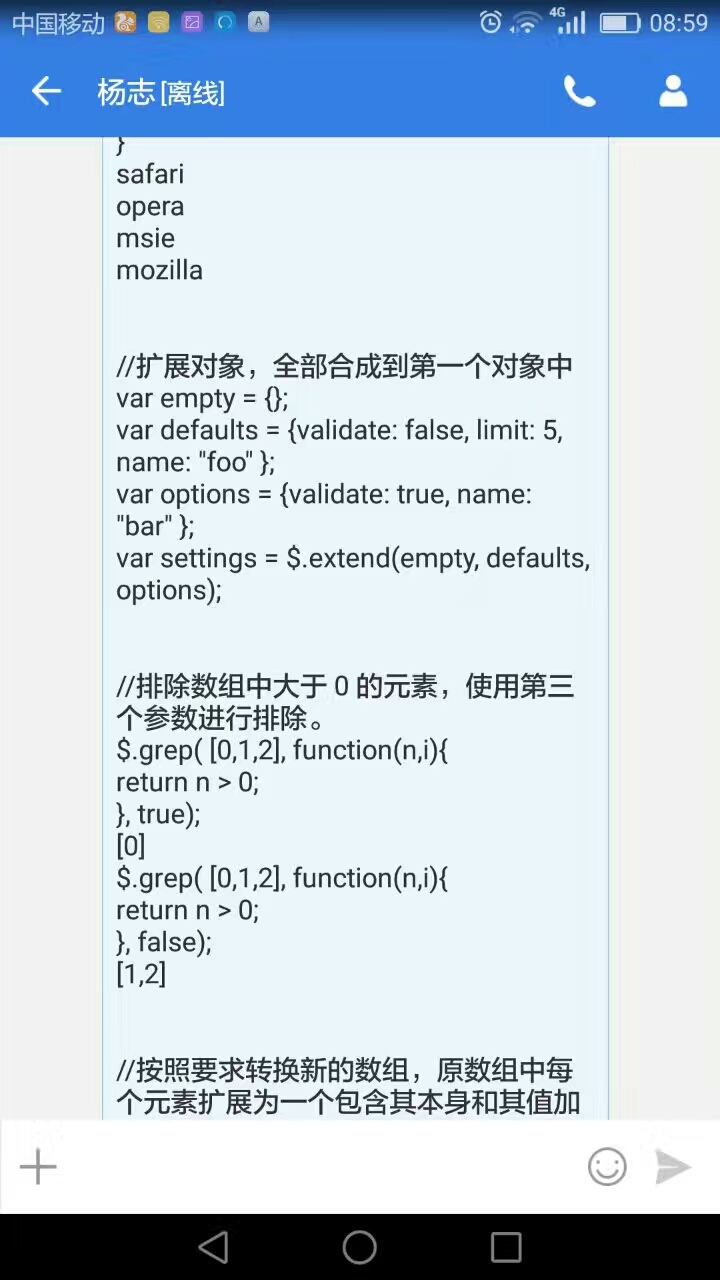 中国移动 A 4G 08:59
杨志[离线]
}
safari
opera
msie
mozilla
//扩展对象，全部合成到第一个对象中
var empty = {};
var defaults = {validate: false, limit: 5,
name: "foo" };
var options = {validate: true, name:
"bar" };
var settings = $.extend(empty, defaults,
options);
//排除数组中大于 0 的元素，使用第三
个参数进行排除。
$.grep( [0,1,2], function(n,i){
return n > 0;
}, true);
[0]
$.grep( [0,1,2], function(n,i){
return n > 0;
}, false);
[1,2]
//按照要求转换新的数组，原数组中每
个元素扩展为一个包含其本身和其值加